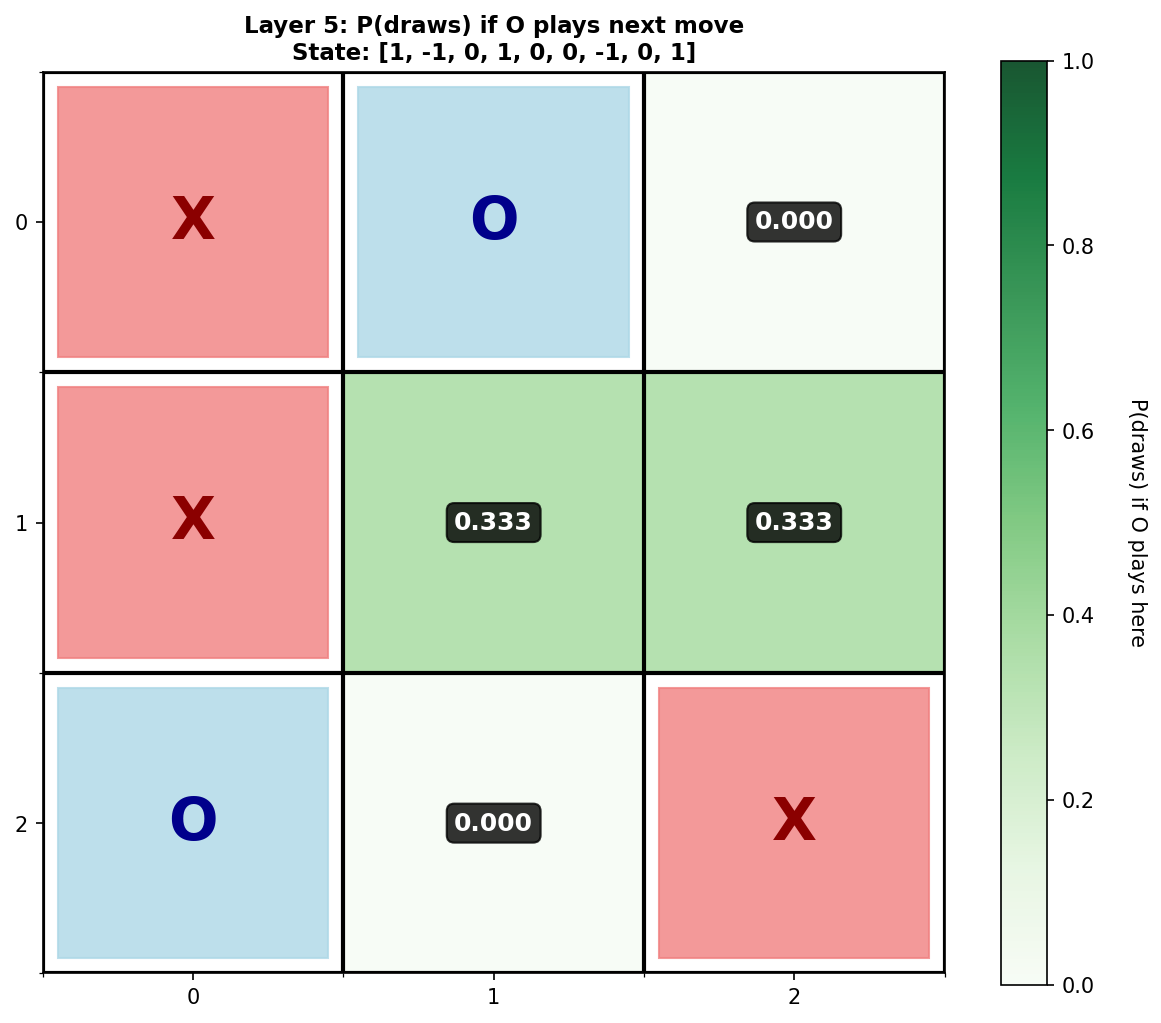 Layer 5: P(draws) if O plays next move
State: [1, -1, 0, 1, 0, 0, -1, 0, 1]
1.0
0.8
0.6
0.4
0.2
0.0
P(draws) if O plays here
0
X
O
0.000
1
X
0.333
0.333
2
O
0.000
X
0
1
2